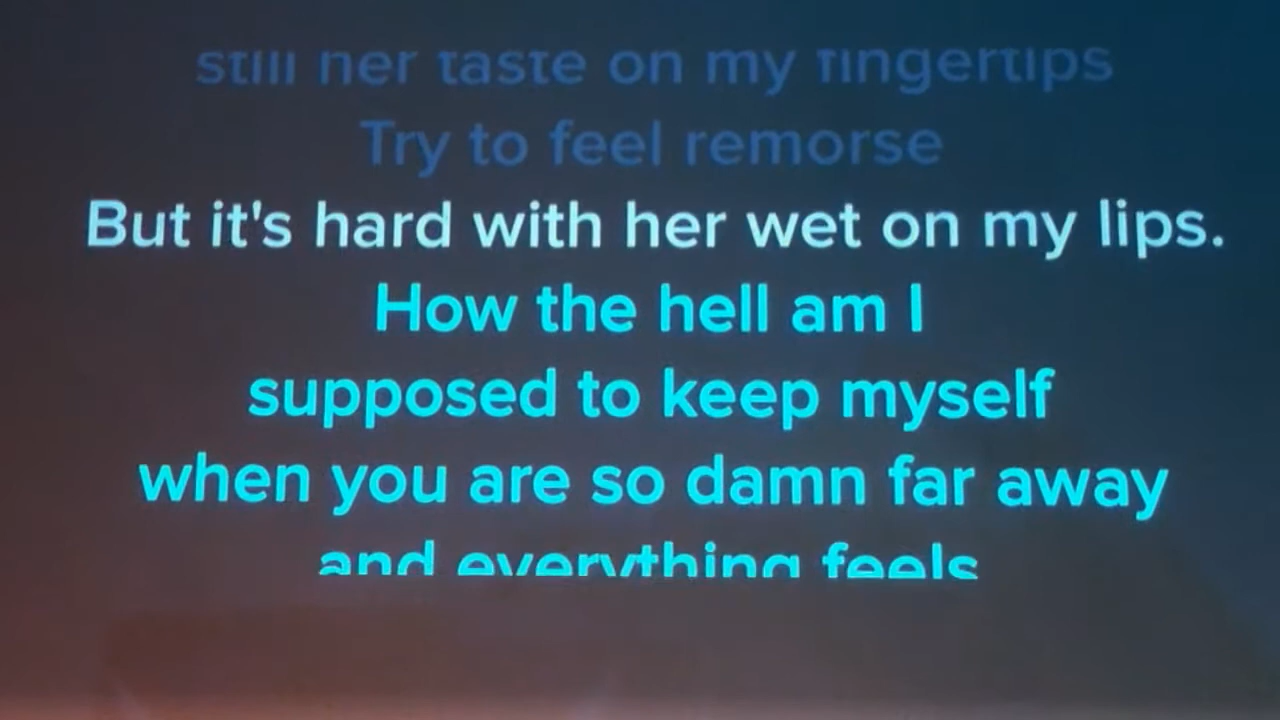 still her taste on my fingertips
Try to feel remorse
But it's hard with her wet on my lips.
How the hell am I
supposed to keep myself
when you are so damn far away
and everything feels